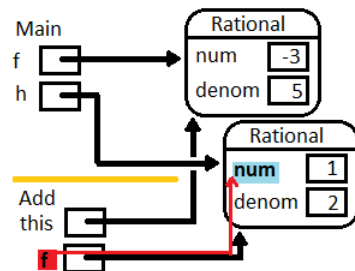 Main
f
h
Rational
num -3
denom 5
Rational
num 1
denom 2
Add
this
f